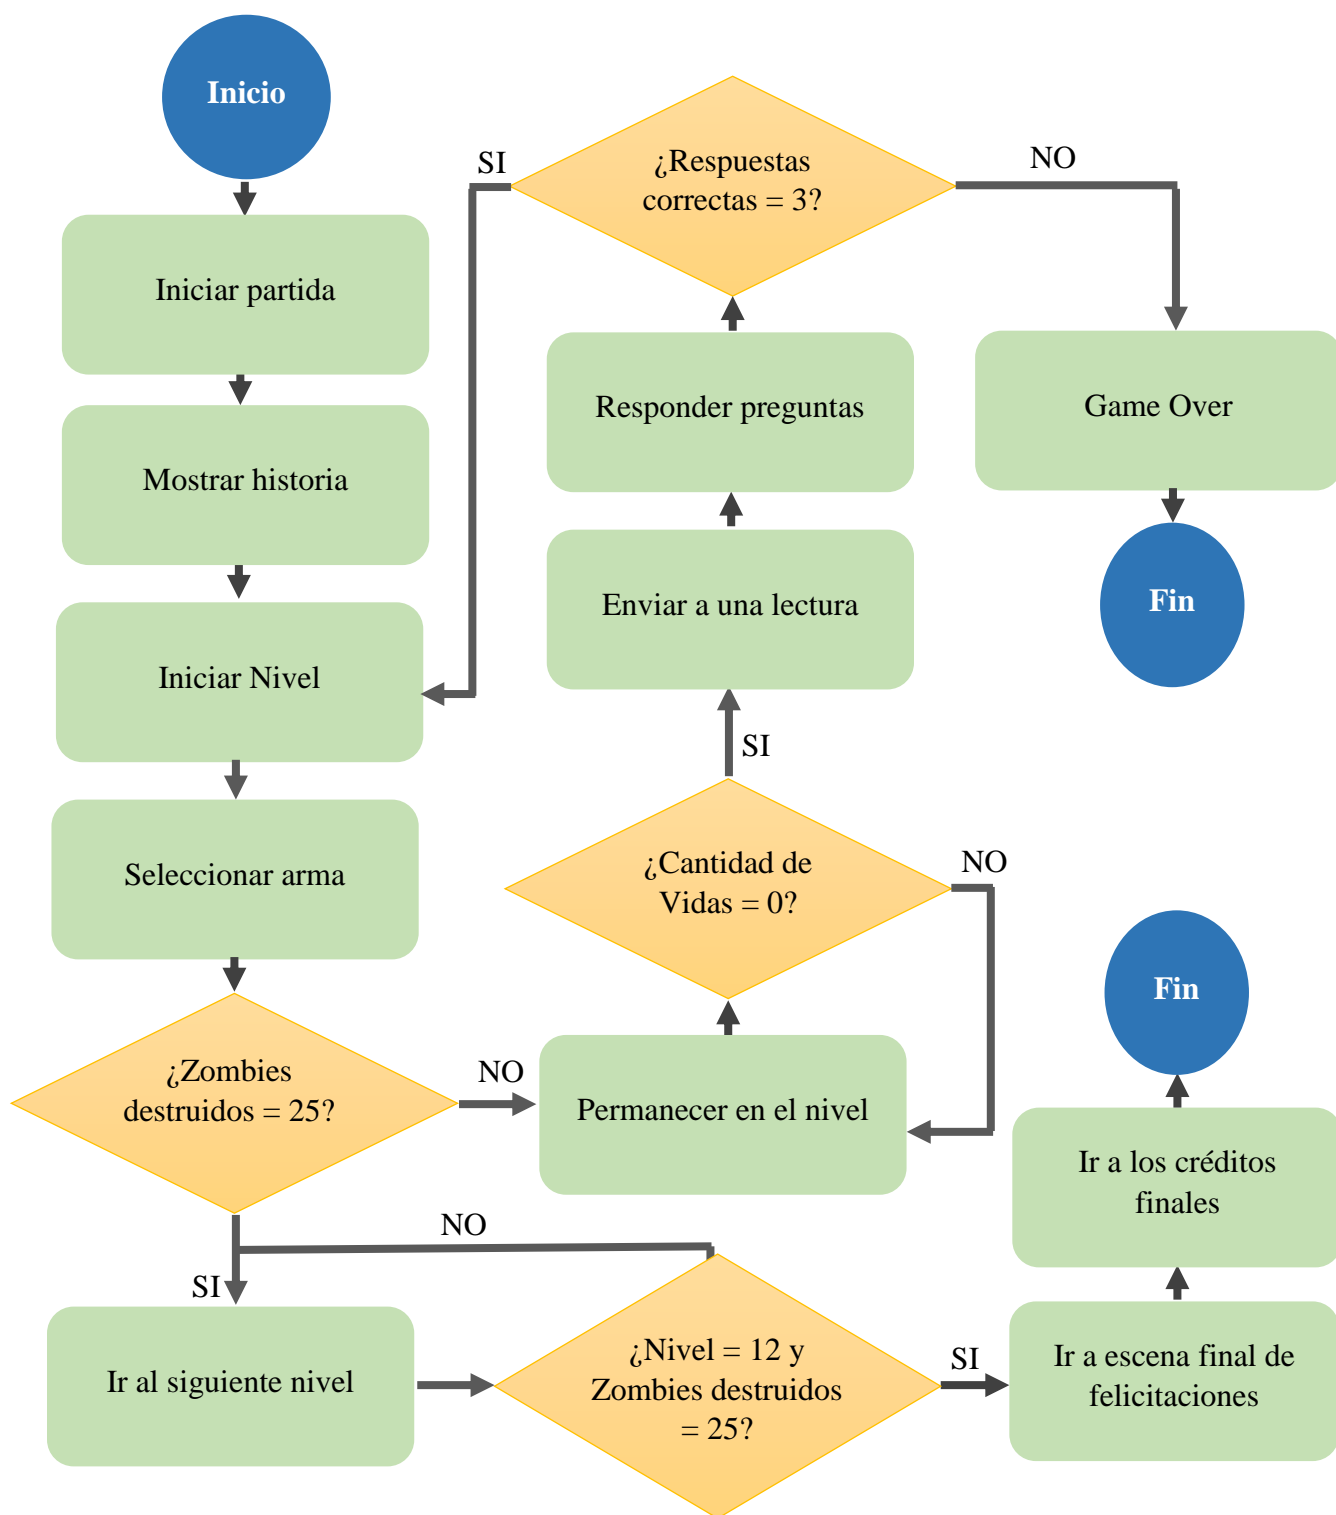 Inicio
Iniciar partida
Mostrar historia
Iniciar Nivel
Seleccionar arma
¿Zombies
destruidos = 25?
NO
SI
Ir al siguiente nivel
Permanecer en el nivel
¿Cantidad de
Vidas = 0?
NO
SI
Enviar a una lectura
Responder preguntas
¿Respuestas
correctas = 3?
SI
NO
Game Over
Fin
NO
¿Nivel = 12 y
Zombies destruidos
= 25?
SI
Ir a escena final de
felicitaciones
Ir a los créditos
finales
Fin